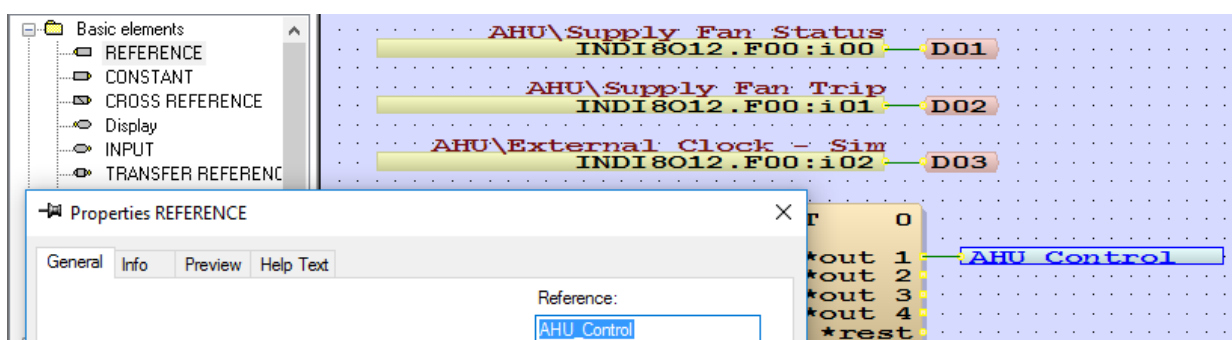 Basic elements
REFERENCE
CONSTANT
CROSS REFERENCE
Display
INPUT
TRANSFER REFERENC
AHU\Supply Fan Status
INDI8O12.F00:i00 D01
AHU\Supply Fan Trip
INDI8O12.F00:i01 D02
AHU\External Clock - Sim
INDI8O12.F00:i02 D03
Properties REFERENCE
General Info Preview Help Text
Reference:
AHU_Control
T 0
*out 1 AHU Control
*out 2
*out 3
*out 4
*rest